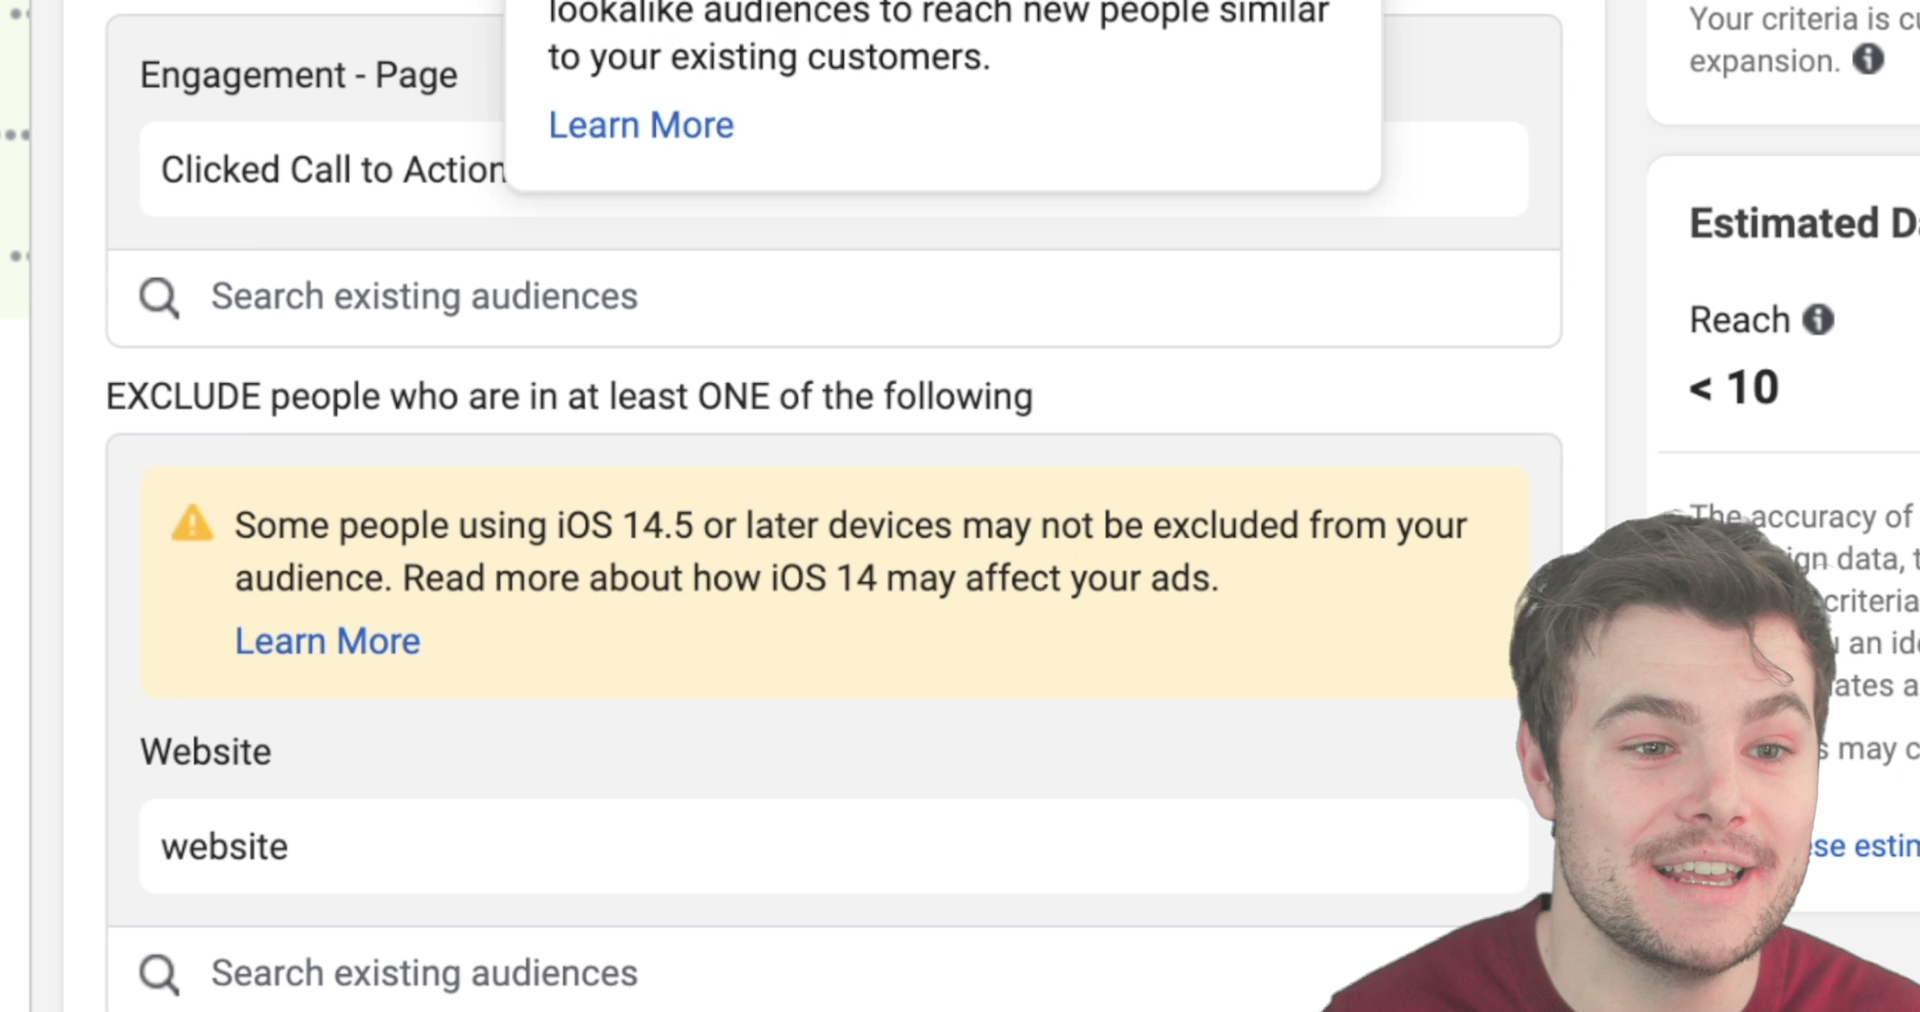 lookalike audiences to reach new people similar
to your existing customers.
Learn More
Engagement - Page
Clicked Call to Action
Search existing audiences
EXCLUDE people who are in at least ONE of the following
Some people using iOS 14.5 or later devices may not be excluded from your
audience. Read more about how iOS 14 may affect your ads.
Learn More
Website
website
Search existing audiences
Your criteria is
expansion.
Estimated
Reach
< 10
The accuracy of
data,
criteria
an
may